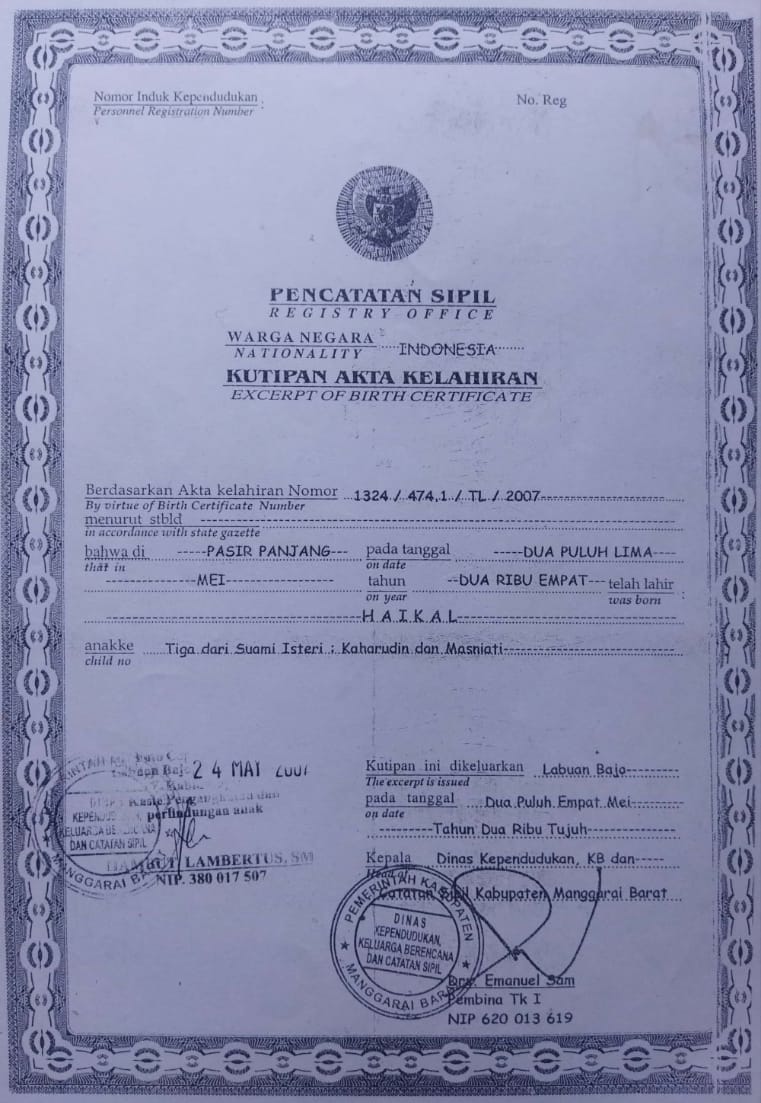 Nomor Induk Kependudukan : No. Reg
Personnel Registration Number
PENCATATAN SIPIL
REGISTRY OFFICE
WARGA NEGARA : INDONESIA
NATIONALITY
KUTIPAN AKTA KELAHIRAN
EXCERPT OF BIRTH CERTIFICATE
Berdasarkan Akta kelahiran Nomor 1324 / 474,1 / TL / 2007
By virtue of Birth Certificate Number
menurut stbld
in accordance with state gazette
bahwa di PASIR PANJANG pada tanggal DUA PULUH LIMA
that in on date
MEI tahun DUA RIBU EMPAT telah lahir
on year was born
H A I K A L
anakke Tiga dari Suami Isteri : Kaharudin dan Masniati
child no
Kutipan ini dikeluarkan Labuan Bajo
The excerpt is issued
pada tanggal Dua Puluh Empat Mei
on date
Tahun Dua Ribu Tujuh
Kepala Dinas Kependudukan, KB dan
Head of
Catatan Sipil Kabupaten Manggarai Barat
PEMERINTAH KABUPATEN
DINAS
KEPENDUDUKAN,
KELUARGA BERENCANA
DAN CATATAN SIPIL
MANGGARAI BARAT
Drs. Emanuel Sam
Pembina Tk I
NIP 620 013 619
24 MAY 2007
perlindungan anak
KELUARGA BERENCANA
DAN CATATAN SIPIL
MANGGARAI
LAMBERTUS, SM
NIP. 380 017 507